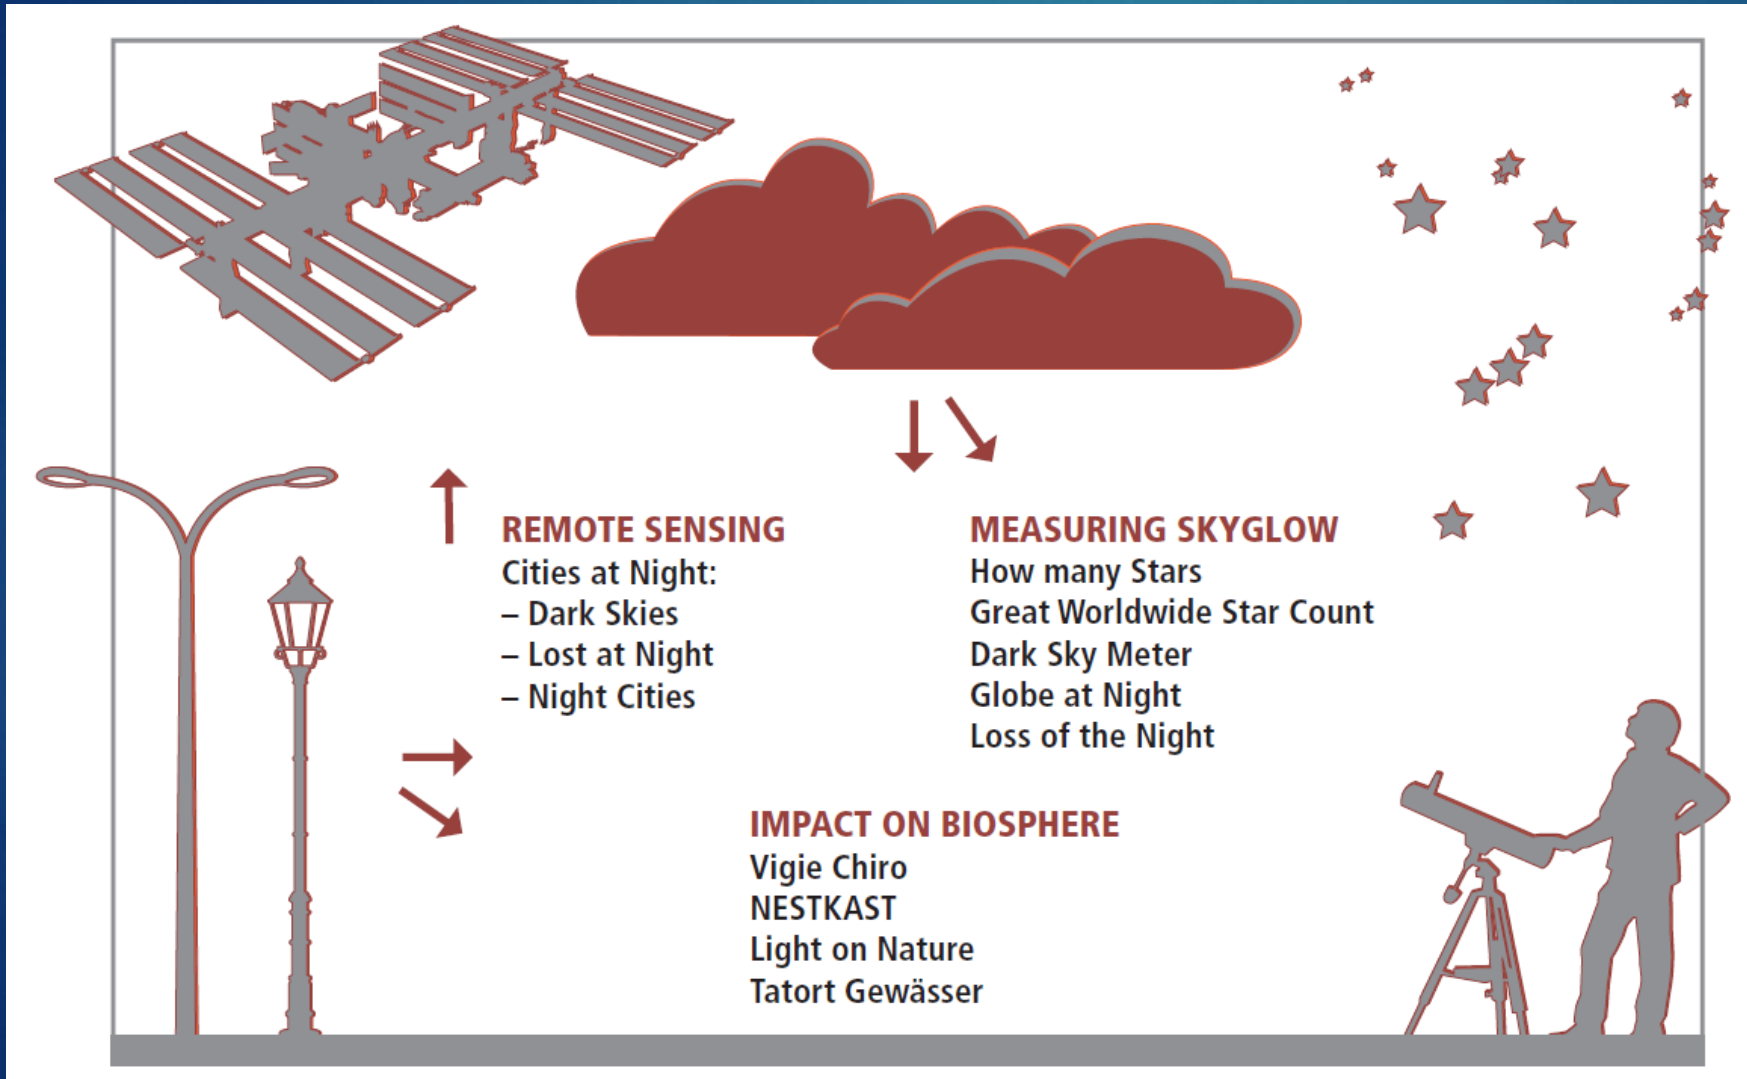 REMOTE SENSING
Cities at Night:
– Dark Skies
– Lost at Night
– Night Cities
MEASURING SKYGLOW
How many Stars
Great Worldwide Star Count
Dark Sky Meter
Globe at Night
Loss of the Night
IMPACT ON BIOSPHERE
Vigie Chiro
NESTKAST
Light on Nature
Tatort Gewässer